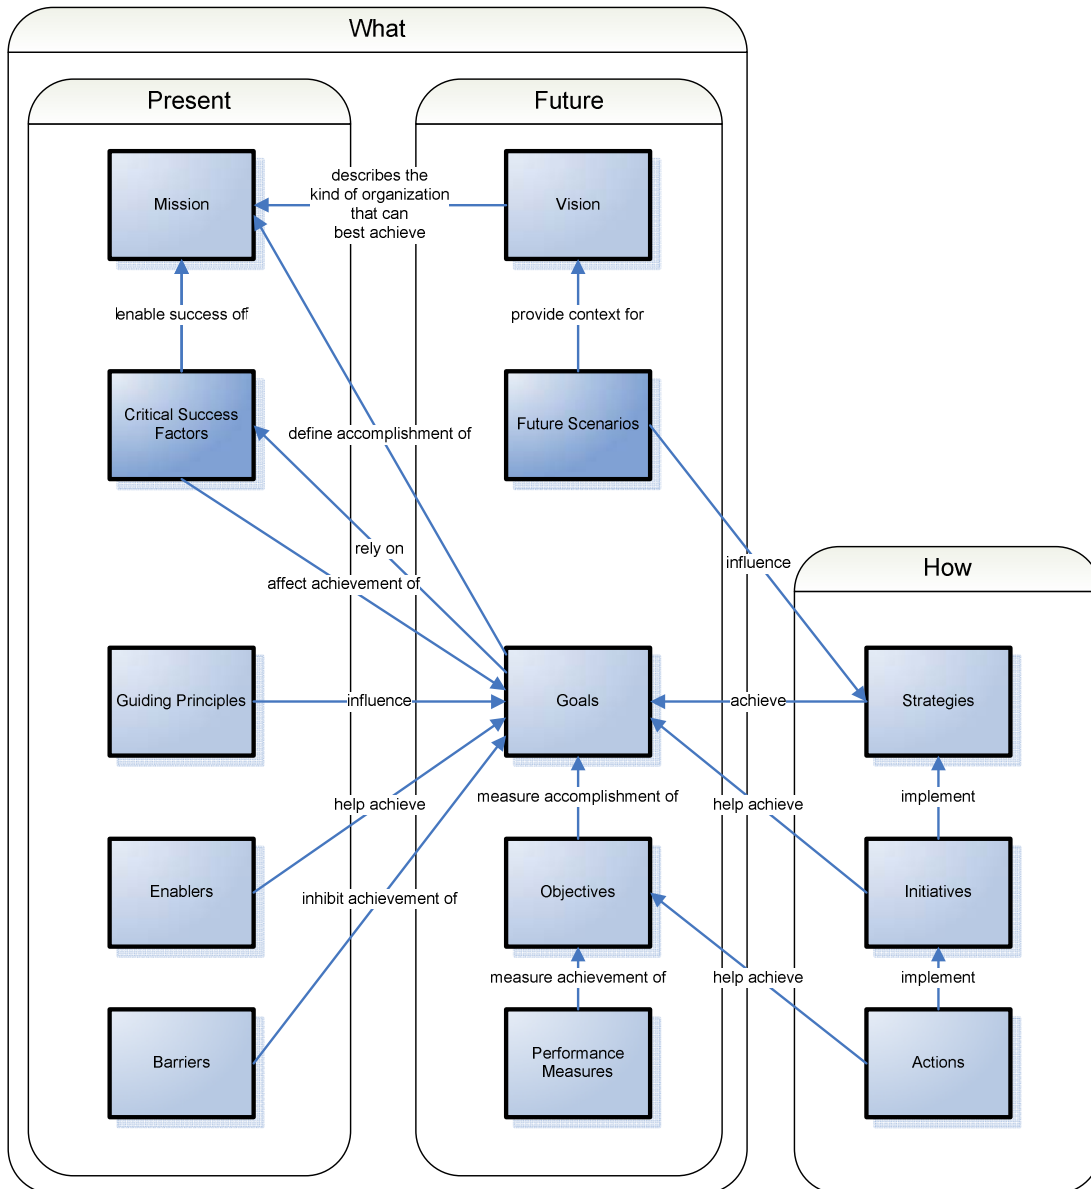 What
Present
Future
Mission
describes the
kind of organization
that can
best achieve
Vision
enable success of
provide context for
Critical Success
Factors
define accomplishment of
Future Scenarios
rely on
affect achievement of
influence
How
Guiding Principles
influence
Goals
achieve
Strategies
help achieve
measure accomplishment of
help achieve
implement
Enablers
inhibit achievement of
Objectives
Initiatives
measure achievement of
help achieve
implement
Barriers
Performance
Measures
Actions